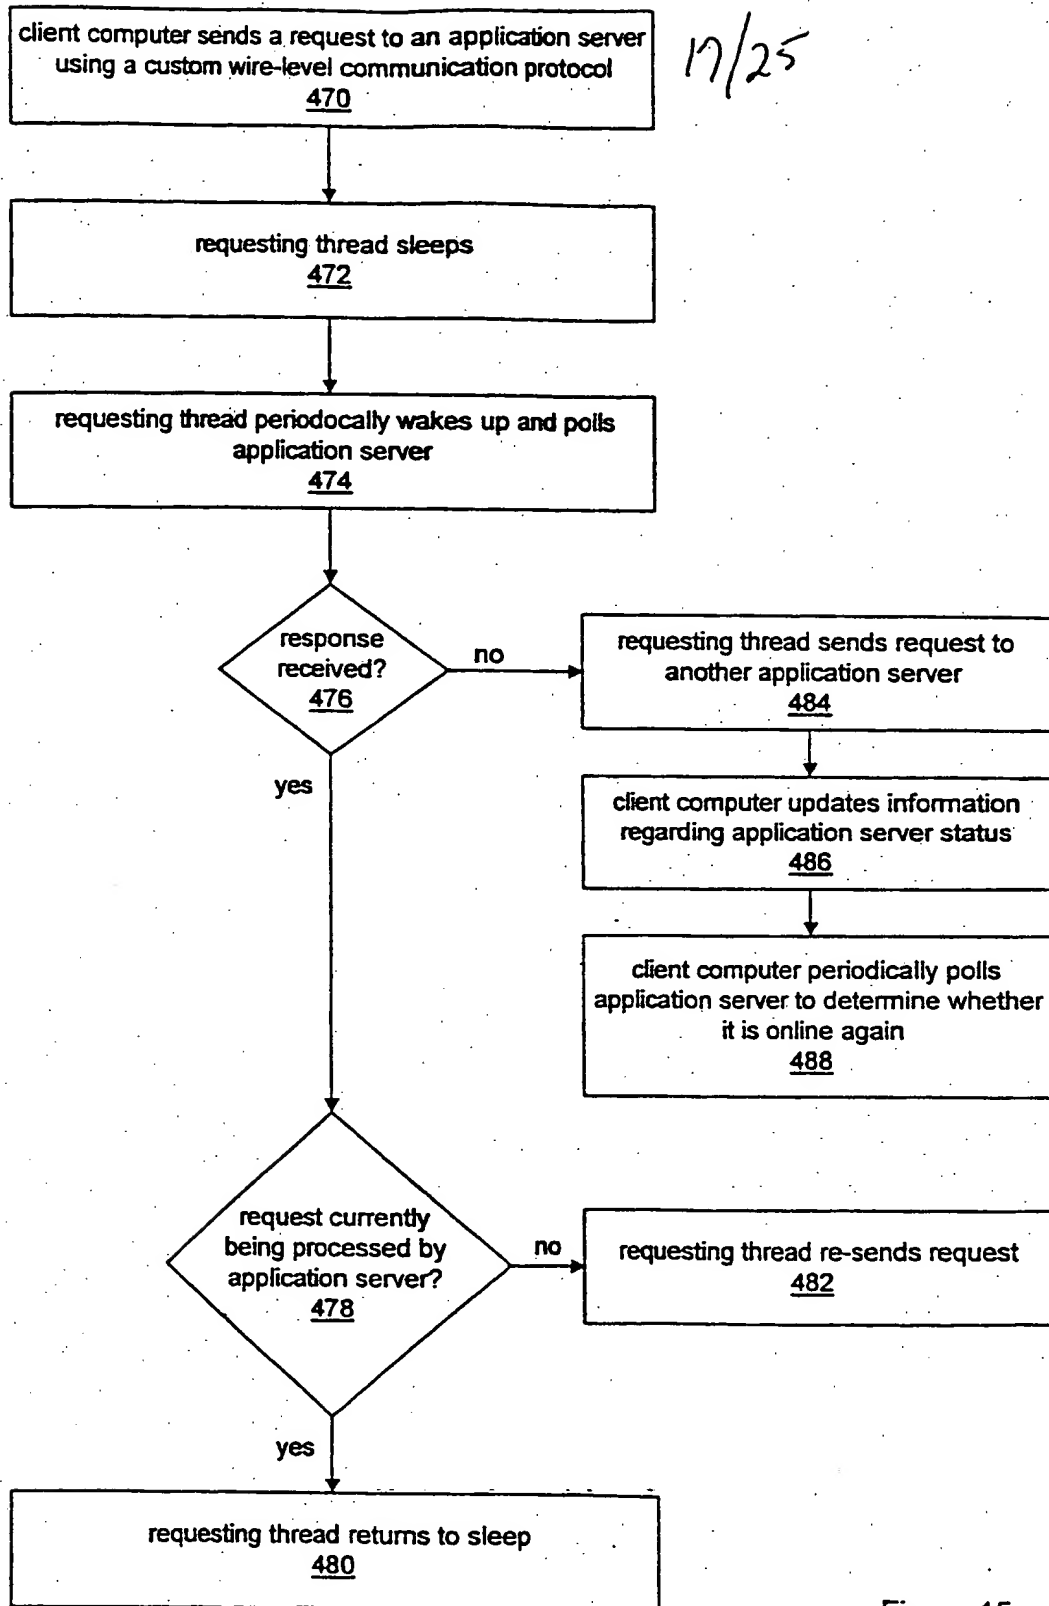 client computer sends a request to an application server
using a custom wire-level communication protocol
470
17/25
requesting thread sleeps
472
requesting thread periodocally wakes up and polls
application server
474
response
received?
476
no
requesting thread sends request to
another application server
484
yes
client computer updates information
regarding application server status
486
client computer periodically polls
application server to determine whether
it is online again
488
request currently
being processed by
application server?
478
no
requesting thread re-sends request
482
yes
requesting thread returns to sleep
480